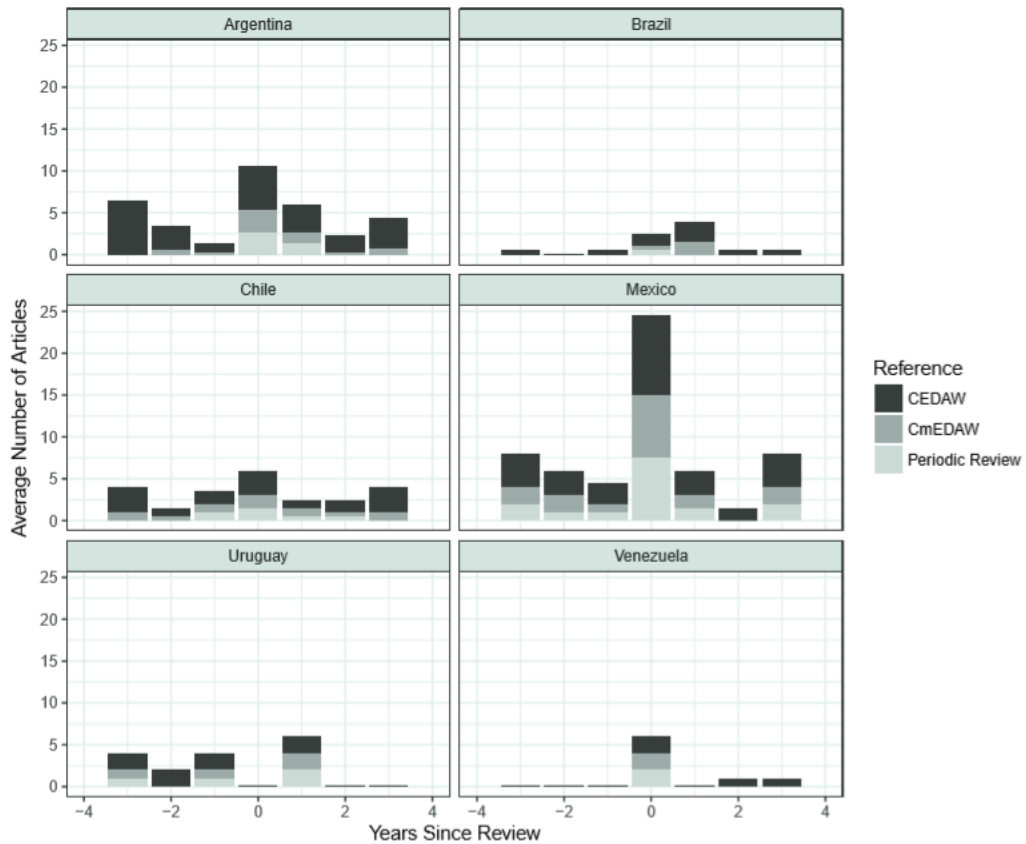 Argentina
Brazil
25
20
15
10
5
0
Chile
Mexico
25
20
15
10
5
0
Uruguay
Venezuela
25
20
15
10
5
0
−4 −2 0 2 4
−4 −2 0 2 4
Years Since Review
Average Number of Articles
Reference
CEDAW
CmEDAW
Periodic Review